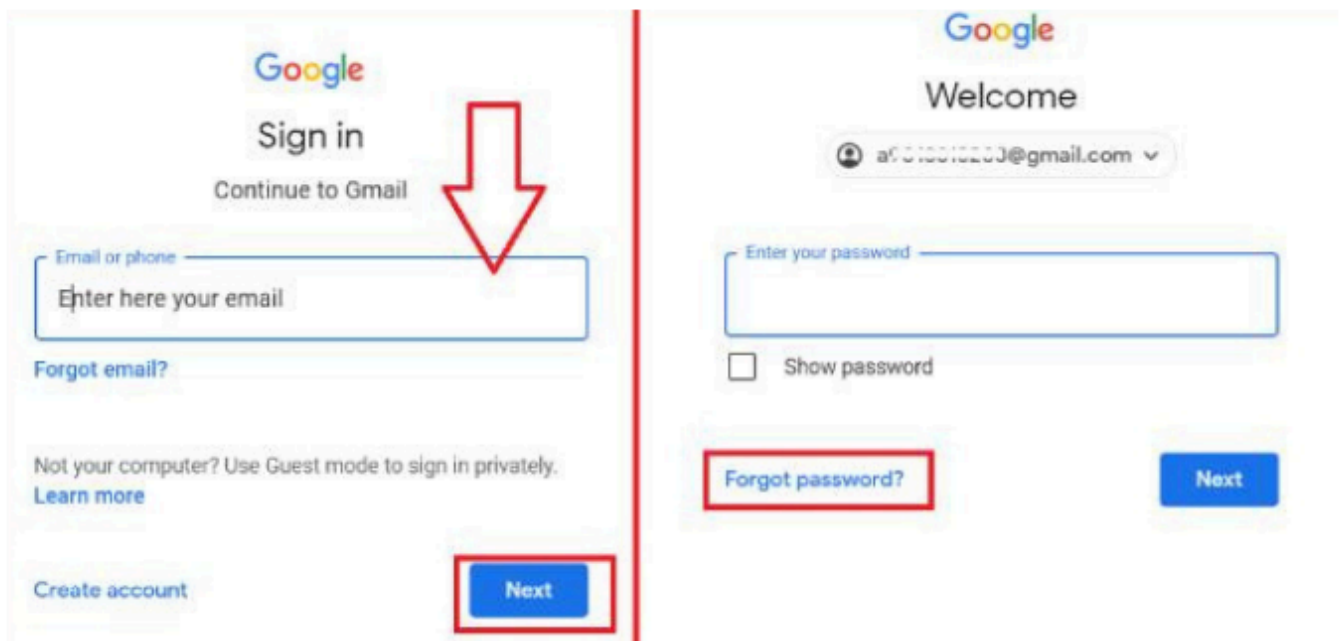 Google
Sign in
Continue to Gmail
Email or phone
Enter here your email
Forgot email?
Not your computer? Use Guest mode to sign in privately.
Learn more
Create account
Next
Google
Welcome
@gmail.com
Enter your password
Show password
Forgot password?
Next